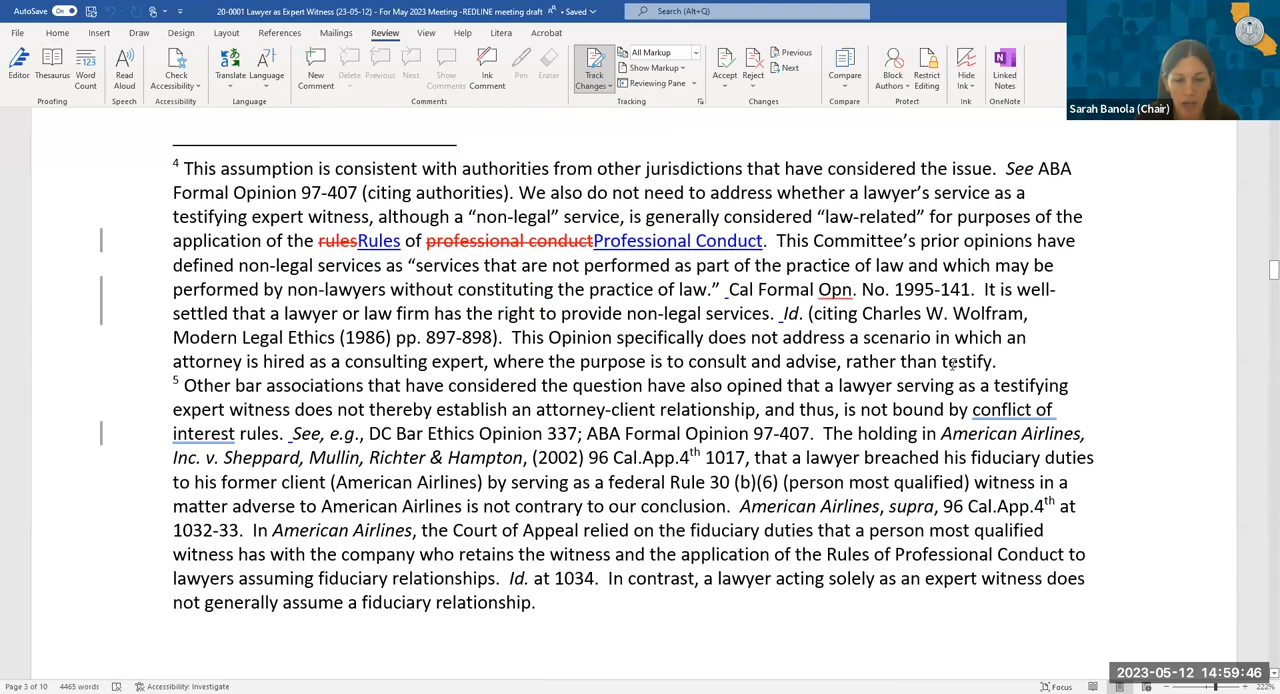 AutoSave On 20-0001 Lawyer as Expert Witness (23-05-12) - For May 2023 Meeting -REDLINE meeting draft • Saved Search (Alt+Q)
File Home Insert Draw Design Layout References Mailings Review View Help Litera Acrobat
Editor Thesaurus Word Count Read Aloud Check Accessibility Translate Language New Comment Delete Previous Next Show Comments Ink Comment Pen Eraser Track Changes All Markup Show Markup Reviewing Pane Accept Reject Previous Next Compare Block Authors Restrict Editing Hide Ink Linked Notes
Proofing Speech Accessibility Language Comments Tracking Changes Compare Protect Ink OneNote
Sarah Banola (Chair)
4 This assumption is consistent with authorities from other jurisdictions that have considered the issue. See ABA
Formal Opinion 97-407 (citing authorities). We also do not need to address whether a lawyer’s service as a
testifying expert witness, although a “non-legal” service, is generally considered “law-related” for purposes of the
application of the rulesRules of professional conductProfessional Conduct. This Committee’s prior opinions have
defined non-legal services as “services that are not performed as part of the practice of law and which may be
performed by non-lawyers without constituting the practice of law.” Cal Formal Opn. No. 1995-141. It is well-
settled that a lawyer or law firm has the right to provide non-legal services. Id. (citing Charles W. Wolfram,
Modern Legal Ethics (1986) pp. 897-898). This Opinion specifically does not address a scenario in which an
attorney is hired as a consulting expert, where the purpose is to consult and advise, rather than testify.
5 Other bar associations that have considered the question have also opined that a lawyer serving as a testifying
expert witness does not thereby establish an attorney-client relationship, and thus, is not bound by conflict of
interest rules. See, e.g., DC Bar Ethics Opinion 337; ABA Formal Opinion 97-407. The holding in American Airlines,
Inc. v. Sheppard, Mullin, Richter & Hampton, (2002) 96 Cal.App.4th 1017, that a lawyer breached his fiduciary duties
to his former client (American Airlines) by serving as a federal Rule 30 (b)(6) (person most qualified) witness in a
matter adverse to American Airlines is not contrary to our conclusion. American Airlines, supra, 96 Cal.App.4th at
1032-33. In American Airlines, the Court of Appeal relied on the fiduciary duties that a person most qualified
witness has with the company who retains the witness and the application of the Rules of Professional Conduct to
lawyers assuming fiduciary relationships. Id. at 1034. In contrast, a lawyer acting solely as an expert witness does
not generally assume a fiduciary relationship.
2023-05-12 14:59:46
Page 3 of 10 4465 words Accessibility: Investigate Focus 222%